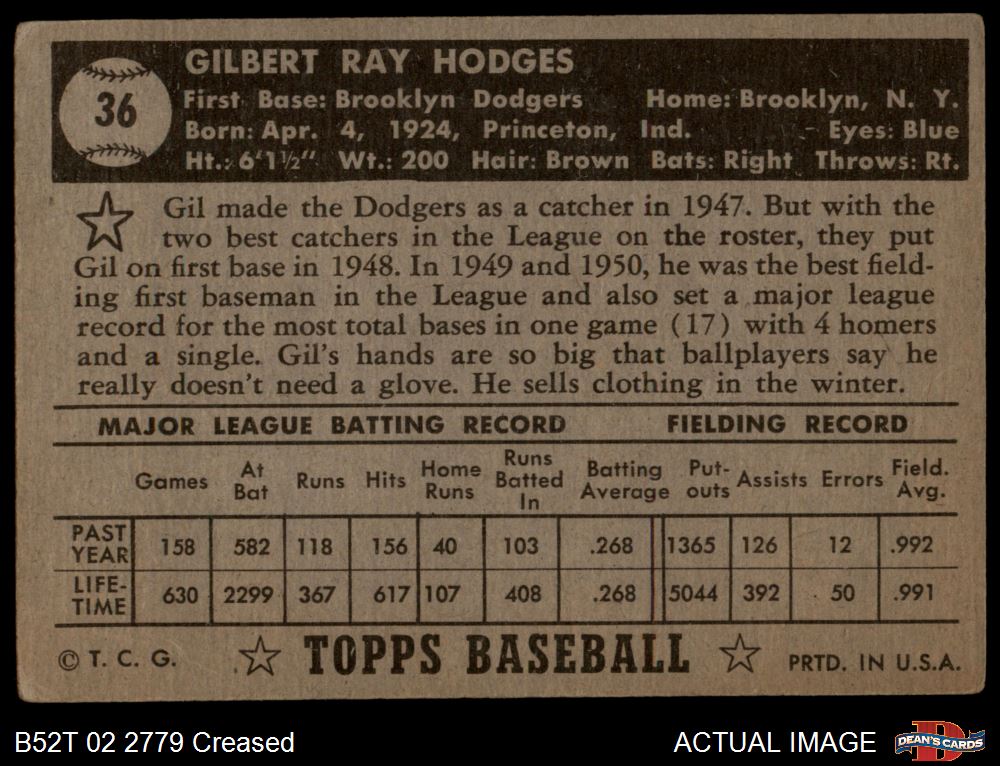 36
GILBERT RAY HODGES
First Base: Brooklyn Dodgers Home: Brooklyn, N. Y.
Born: Apr. 4, 1924, Princeton, Ind. Eyes: Blue
Ht.: 6'1½" Wt.: 200 Hair: Brown Bats: Right Throws: Rt.
Gil made the Dodgers as a catcher in 1947. But with the
two best catchers in the League on the roster, they put
Gil on first base in 1948. In 1949 and 1950, he was the best field-
ing first baseman in the League and also set a major league
record for the most total bases in one game (17) with 4 homers
and a single. Gil's hands are so big that ballplayers say he
really doesn't need a glove. He sells clothing in the winter.
MAJOR LEAGUE BATTING RECORD FIELDING RECORD
Games At Bat Runs Hits Home Runs Runs Batted In Batting Average Put-outs Assists Errors Field. Avg.
PAST YEAR 158 582 118 156 40 103 .268 1365 126 12 .992
LIFE-TIME 630 2299 367 617 107 408 .268 5044 392 50 .991
© T. C. G. TOPPS BASEBALL PRTD. IN U.S.A.
B52T 02 2779 Creased ACTUAL IMAGE DEAN'S CARDS